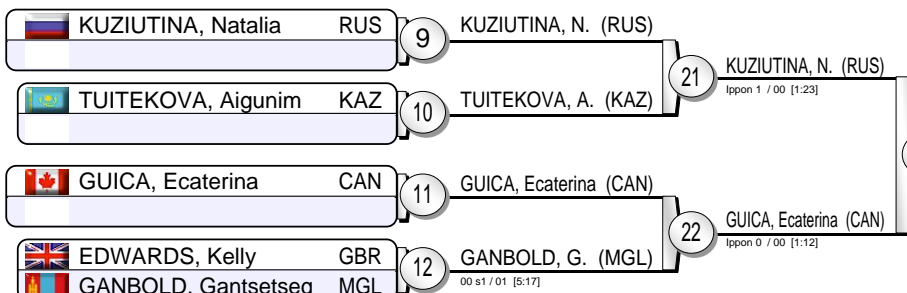 KUZIUTINA, Natalia RUS
9
KUZIUTINA, N. (RUS)
TUITEKOVA, Aigunim KAZ
10
TUITEKOVA, A. (KAZ)
21
KUZIUTINA, N. (RUS)
Ippon 1 / 00 [1:23]
GUICA, Ecaterina CAN
11
GUICA, Ecaterina (CAN)
EDWARDS, Kelly GBR
GANBOLD, Gantsetseg MGL
12
GANBOLD, G. (MGL)
00 s1 / 01 [5:17]
22
GUICA, Ecaterina (CAN)
Ippon 0 / 00 [1:12]